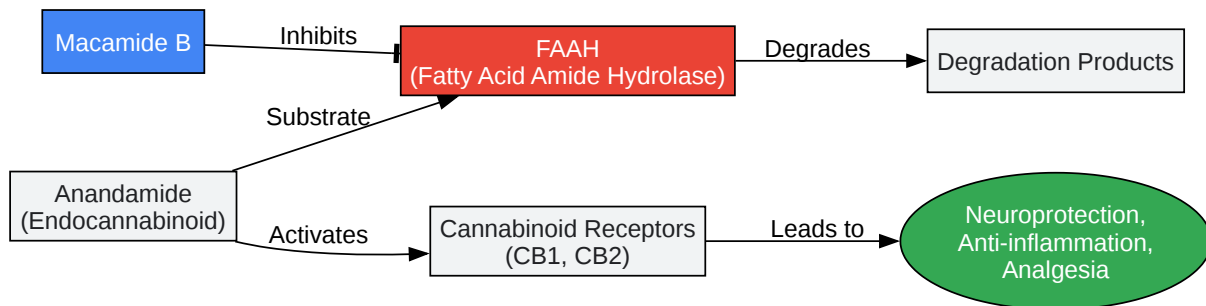 Macamide B
Inhibits
FAAH
(Fatty Acid Amide Hydrolase)
Degrades
Degradation Products
Substrate
Anandamide
(Endocannabinoid)
Activates
Cannabinoid Receptors
(CB1, CB2)
Leads to
Neuroprotection,
Anti-inflammation,
Analgesia